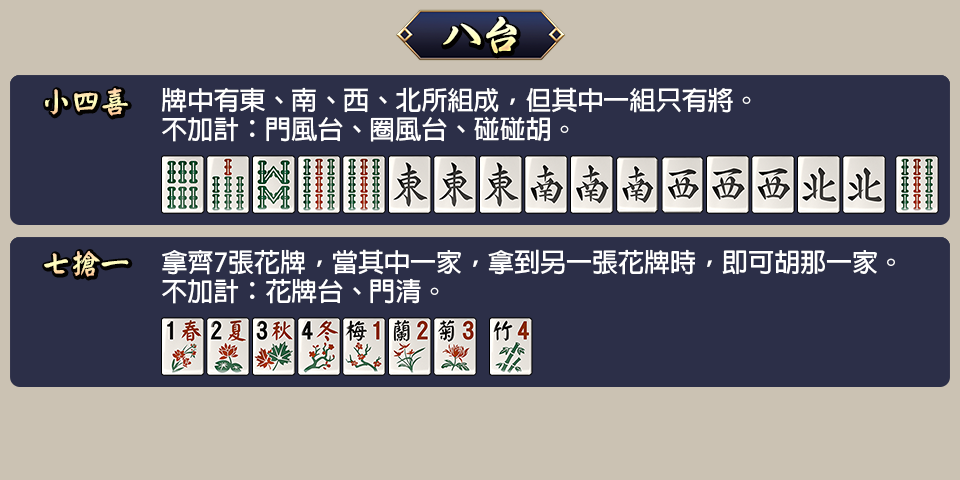 八台
小四喜
牌中有東、南、西、北所組成，但其中一組只有將。
不加計：門風台、圈風台、碰碰胡。
東 東 東 南 南 南 西 西 西 北 北
七搶一
拿齊7張花牌，當其中一家，拿到另一張花牌時，即可胡那一家。
不加計：花牌台、門清。
1春 2夏 3秋 4冬 梅1 蘭2 菊3 竹4